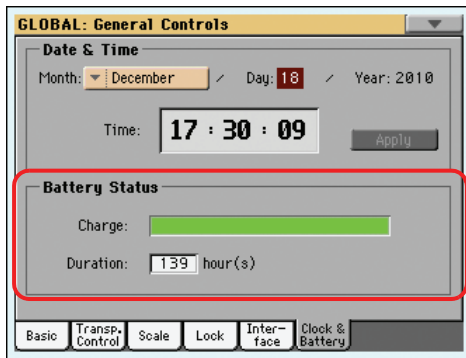 GLOBAL: General Controls
Date & Time
Month: December / Day: 18 / Year: 2010
Time: 17 : 30 : 09
Apply
Battery Status
Charge:
Duration: 139 hour(s)
Basic Transp. Control Scale Lock Inter-face Clock & Battery